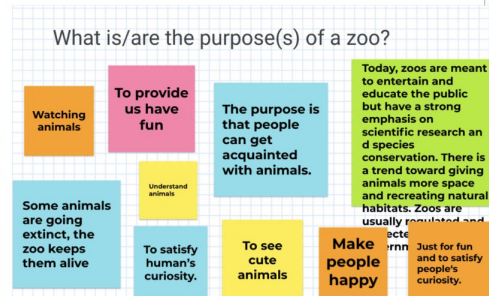 What is/are the purpose(s) of a zoo?
Watching
animals
To provide
us have
fun
The purpose is
that people
can get
acquainted
with animals.
Today, zoos are meant
to entertain and
educate the public
but have a strong
emphasis on
scientific research an
d species
conservation. There is
a trend toward giving
animals more space
and recreating natural
habitats. Zoos are
usually regulated and
Understand
animals
Some animals
are going
extinct, the
zoo keeps
them alive
To satisfy
human's
curiosity.
To see
cute
animals
Make
people
happy
Just for fun
and to satisfy
people's
curiosity.